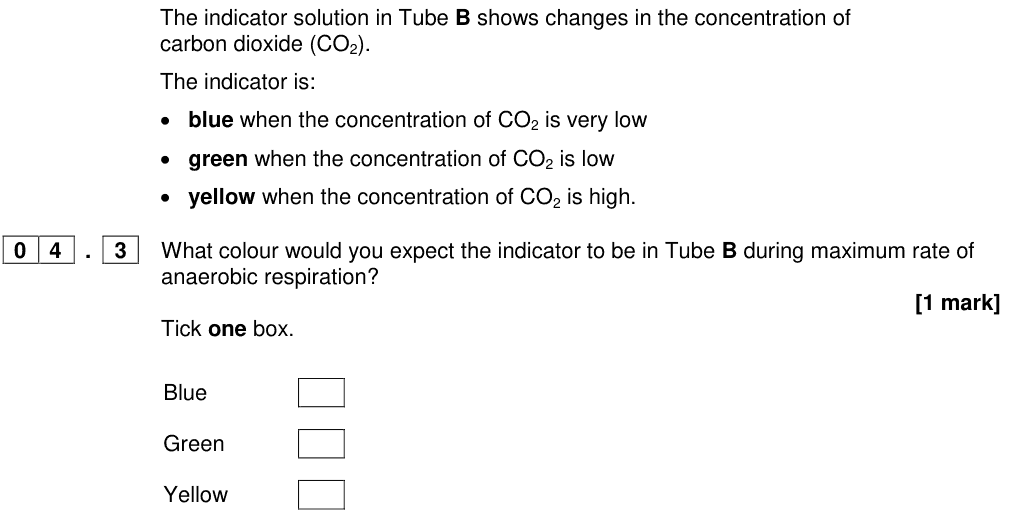 The indicator solution in Tube B shows changes in the concentration of
carbon dioxide (CO₂).
The indicator is:
• blue when the concentration of CO₂ is very low
• green when the concentration of CO₂ is low
• yellow when the concentration of CO₂ is high.
0 4 . 3 What colour would you expect the indicator to be in Tube B during maximum rate of
anaerobic respiration?
[1 mark]
Tick one box.
Blue
Green
Yellow